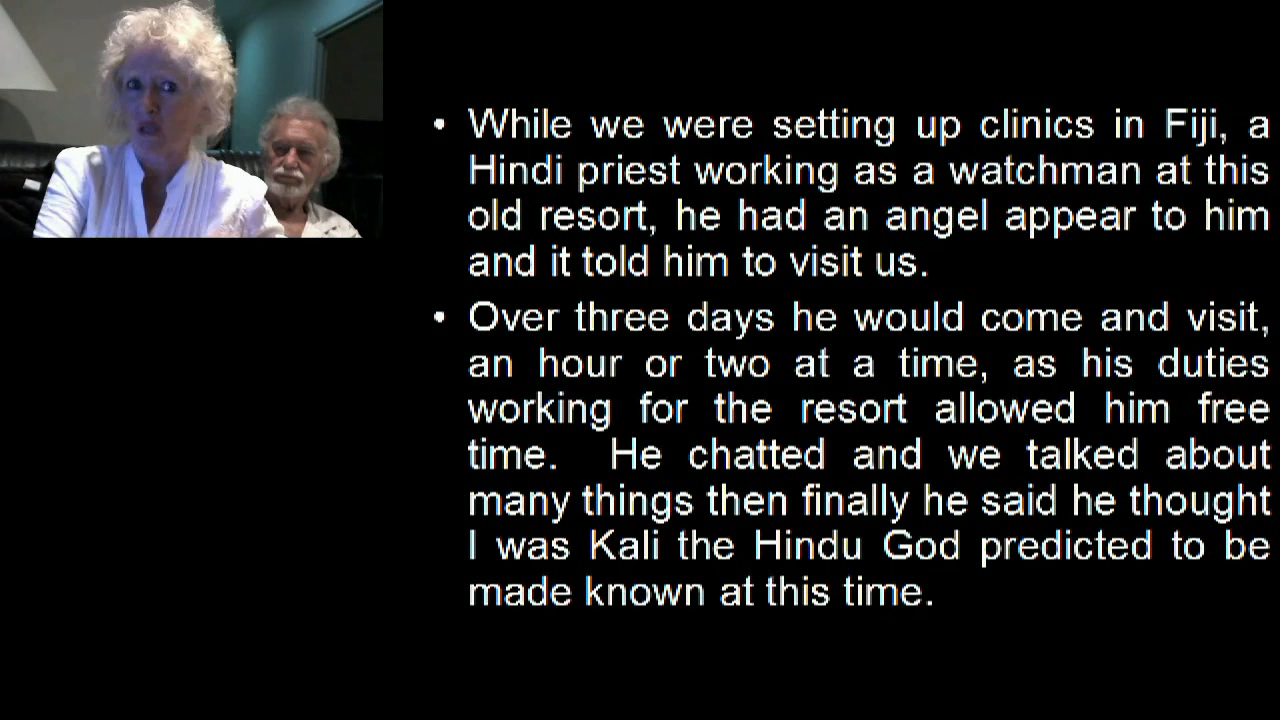 • While we were setting up clinics in Fiji, a
Hindi priest working as a watchman at this
old resort, he had an angel appear to him
and it told him to visit us.
• Over three days he would come and visit,
an hour or two at a time, as his duties
working for the resort allowed him free
time. He chatted and we talked about
many things then finally he said he thought
I was Kali the Hindu God predicted to be
made known at this time.